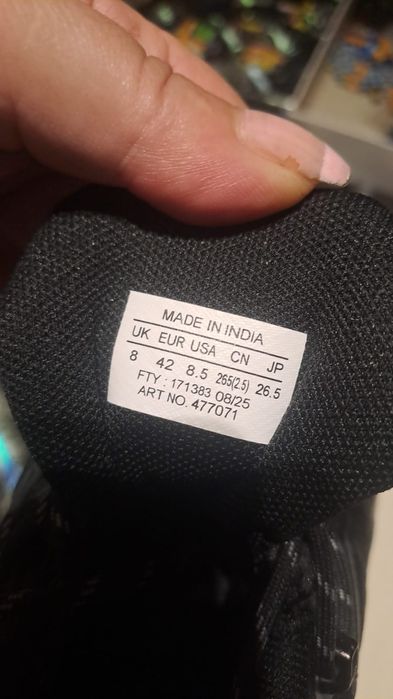 MADE IN INDIA
UK EUR USA CN JP
8 42 8.5 265(2.5) 26.5
FTY : 171383 08/25
ART NO. 477071